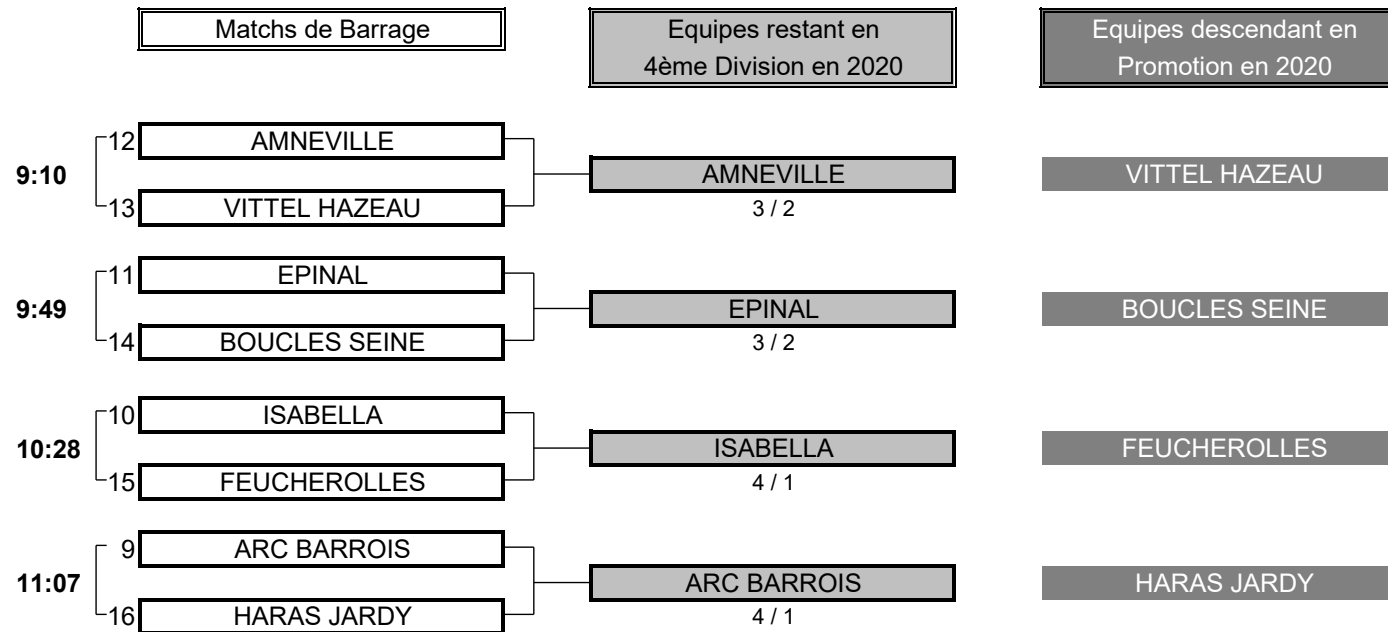 Matchs de Barrage
Equipes restant en
4ème Division en 2020
Equipes descendant en
Promotion en 2020
12 AMNEVILLE
9:10 AMNEVILLE VITTEL HAZEAU
13 VITTEL HAZEAU 3 / 2
11 EPINAL
9:49 EPINAL BOUCLES SEINE
14 BOUCLES SEINE 3 / 2
10 ISABELLA
10:28 ISABELLA FEUCHEROLLES
15 FEUCHEROLLES 4 / 1
9 ARC BARROIS
11:07 ARC BARROIS HARAS JARDY
16 HARAS JARDY 4 / 1